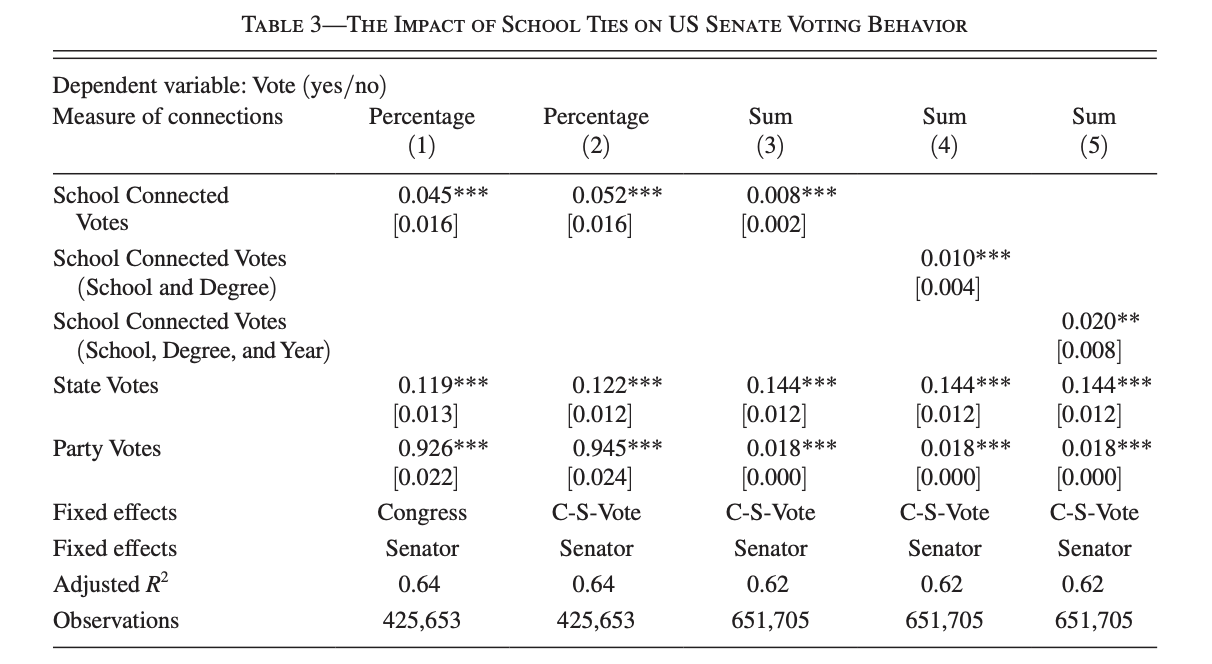 TABLE 3—THE IMPACT OF SCHOOL TIES ON US SENATE VOTING BEHAVIOR
Dependent variable: Vote (yes/no)
Measure of connections Percentage Percentage Sum Sum Sum
(1) (2) (3) (4) (5)
School Connected 0.045*** 0.052*** 0.008***
Votes [0.016] [0.016] [0.002]
School Connected Votes 0.010***
(School and Degree) [0.004]
School Connected Votes 0.020**
(School, Degree, and Year) [0.008]
State Votes 0.119*** 0.122*** 0.144*** 0.144*** 0.144***
[0.013] [0.012] [0.012] [0.012] [0.012]
Party Votes 0.926*** 0.945*** 0.018*** 0.018*** 0.018***
[0.022] [0.024] [0.000] [0.000] [0.000]
Fixed effects Congress C-S-Vote C-S-Vote C-S-Vote C-S-Vote
Fixed effects Senator Senator Senator Senator Senator
Adjusted R² 0.64 0.64 0.62 0.62 0.62
Observations 425,653 425,653 651,705 651,705 651,705